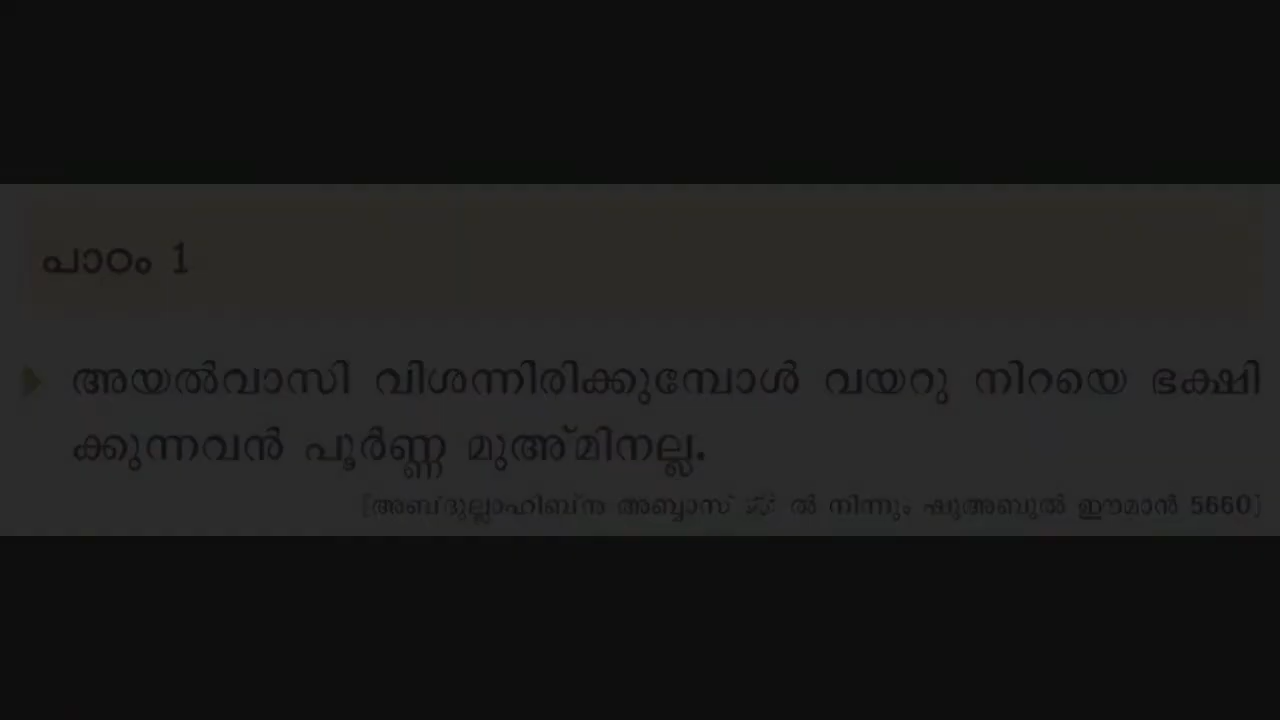 പാഠം 1
അയൽവാസി വിശന്നിരിക്കുമ്പോൾ വയറു നിറയെ ഭക്ഷി
ക്കുന്നവൻ പൂർണ്ണ മുഅ്മിനല്ല.
[അബ്ദുല്ലാഹിബ്നു അബ്ബാസ് ൽ നിന്നും ഷുഅബുൽ ഈമാൻ 5660]